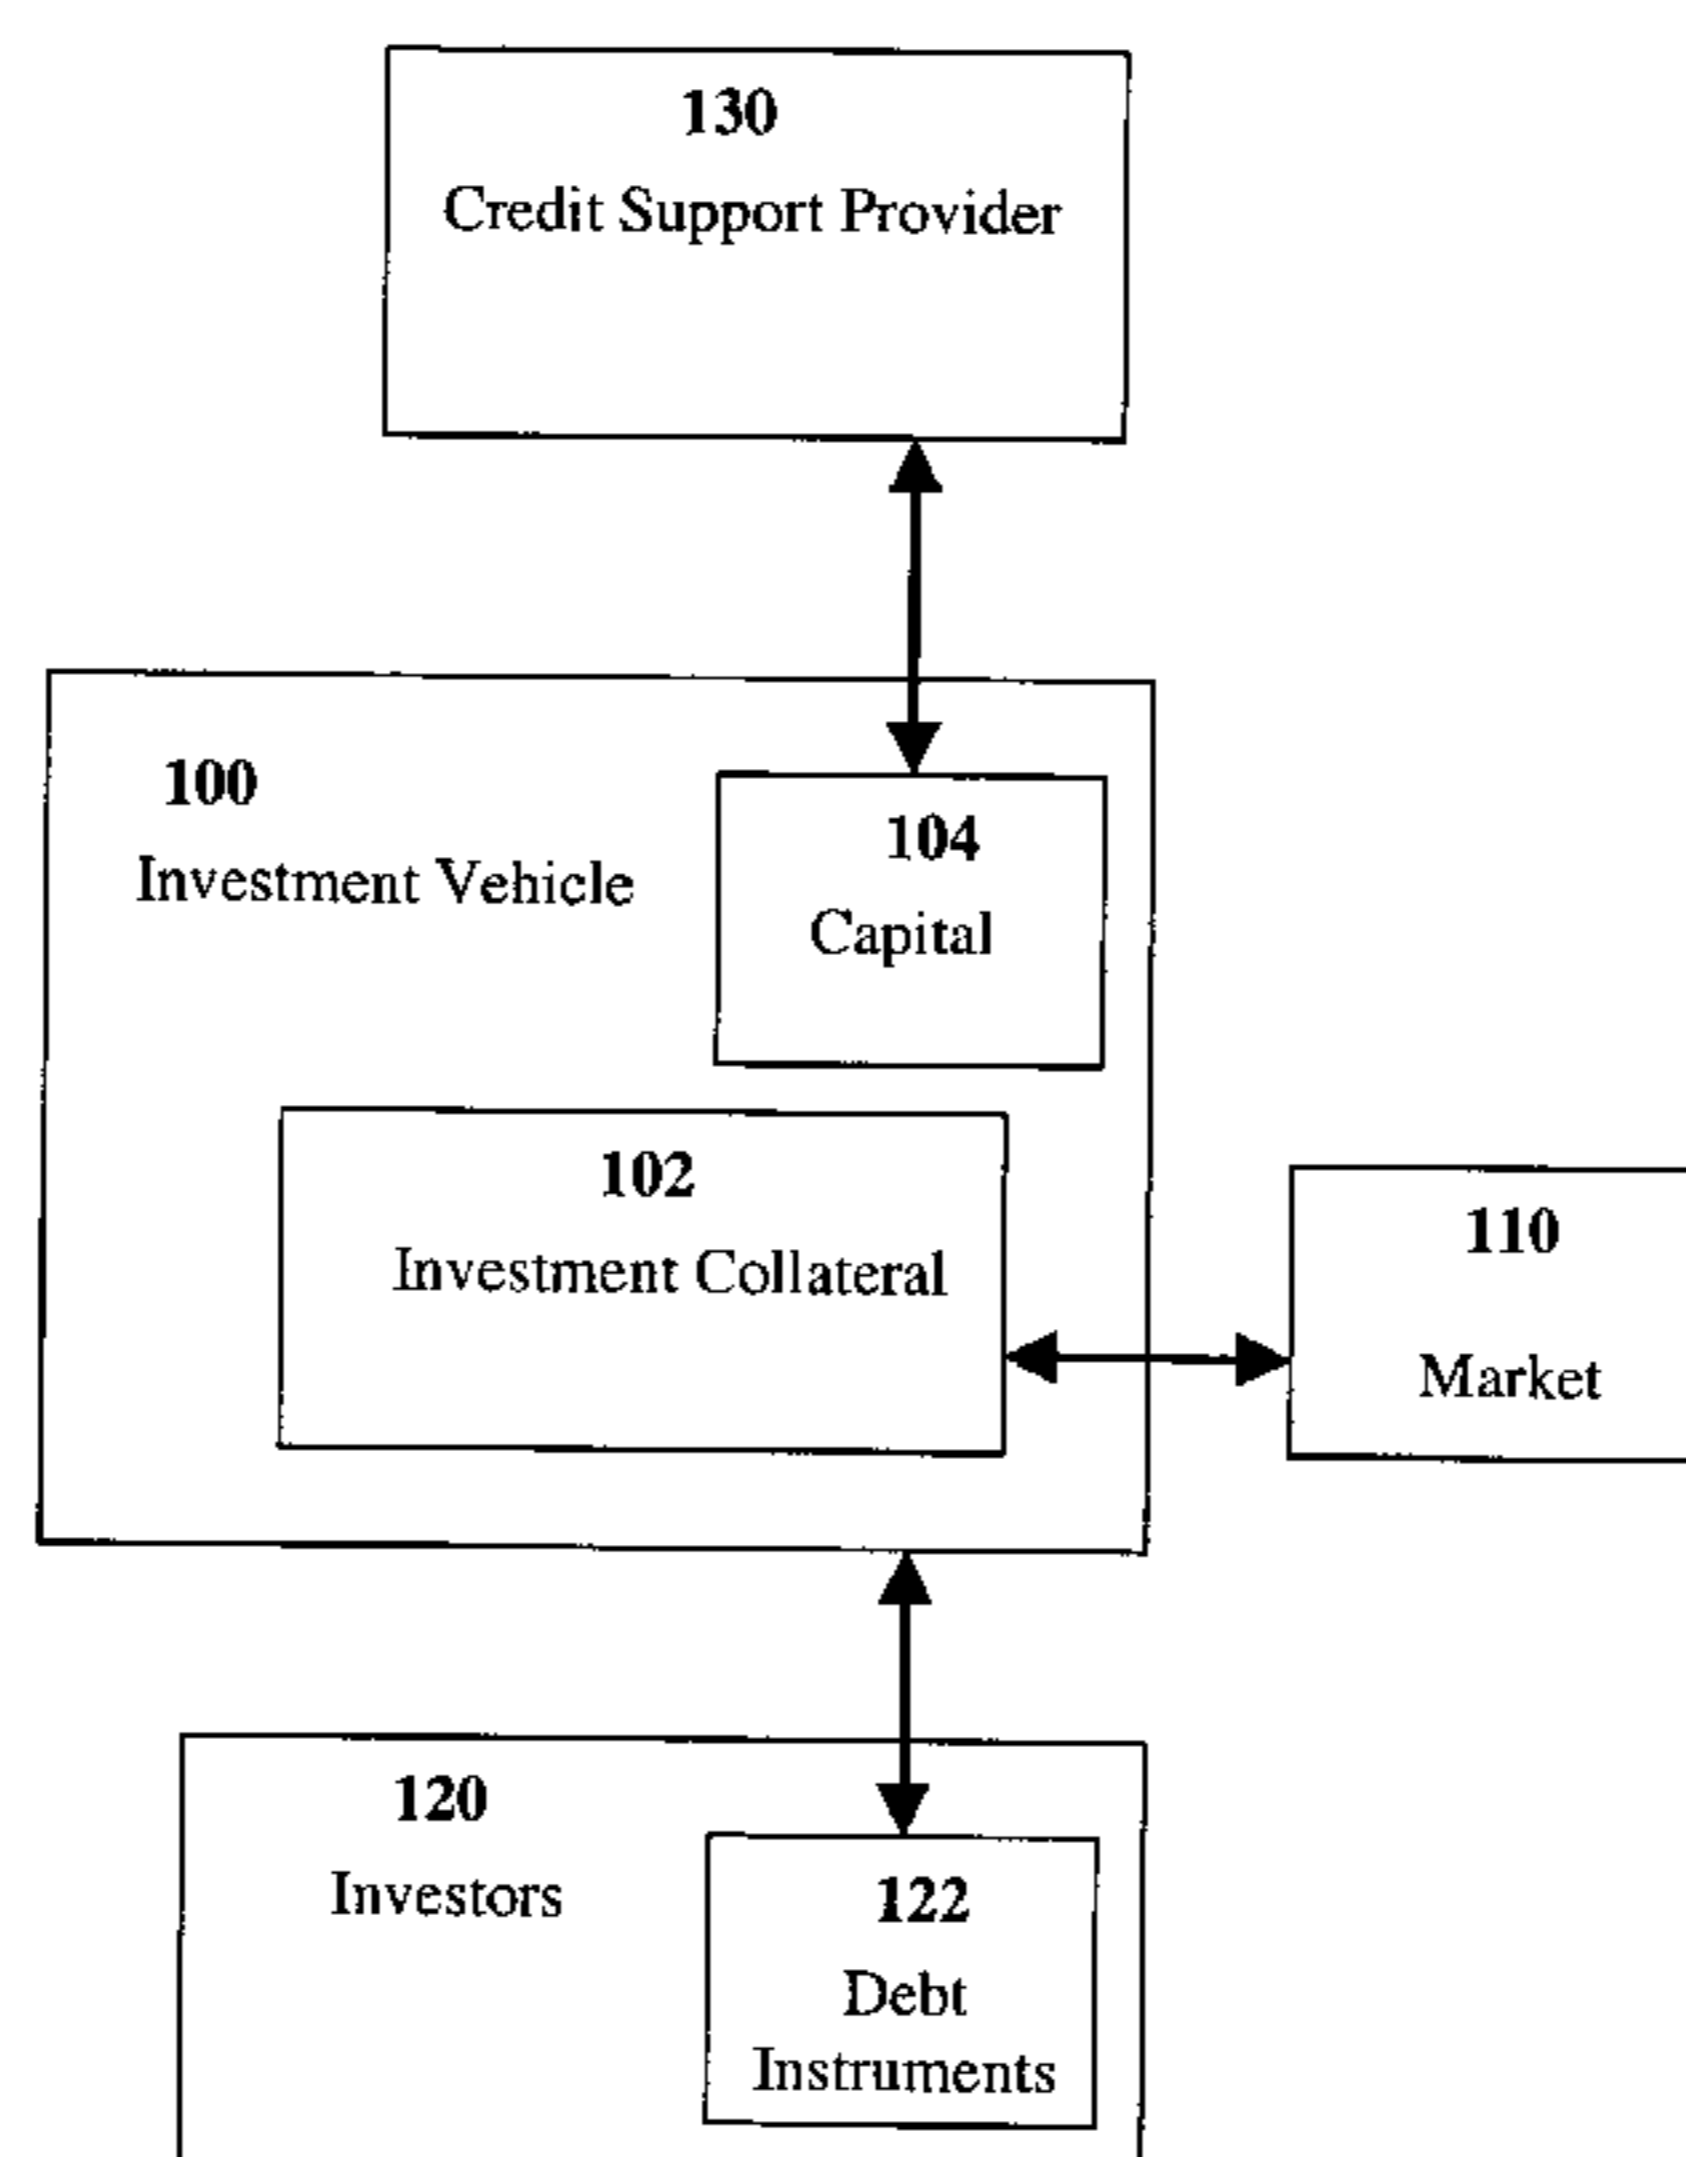 130
Credit Support Provider
100
Investment Vehicle
104
Capital
102
Investment Collateral
110
Market
120
Investors
122
Debt
Instruments